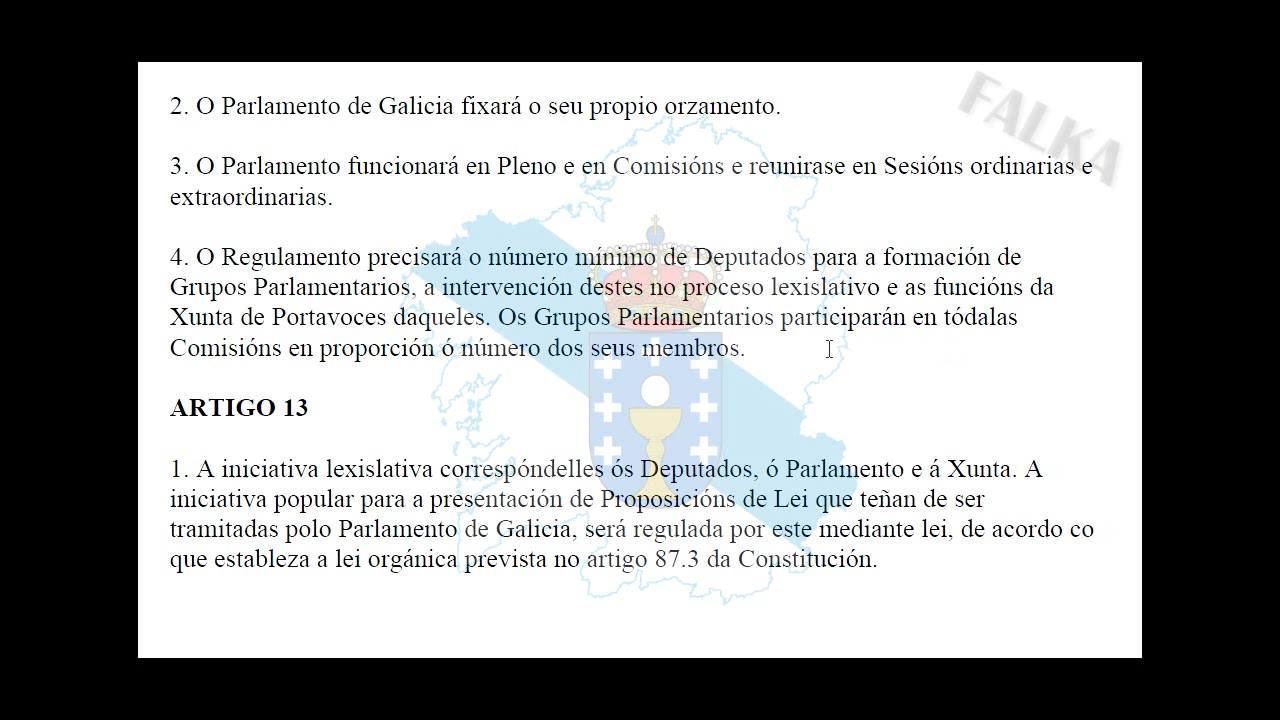 FALKA
2. O Parlamento de Galicia fixará o seu propio orzamento.
3. O Parlamento funcionará en Pleno e en Comisións e reunirase en Sesións ordinarias e
extraordinarias.
4. O Regulamento precisará o número mínimo de Deputados para a formación de
Grupos Parlamentarios, a intervención destes no proceso lexislativo e as funcións da
Xunta de Portavoces daqueles. Os Grupos Parlamentarios participarán en tódalas
Comisións en proporción ó número dos seus membros.
ARTIGO 13
1. A iniciativa lexislativa correspóndelles ós Deputados, ó Parlamento e á Xunta. A
iniciativa popular para a presentación de Proposicións de Lei que teñan de ser
tramitadas polo Parlamento de Galicia, será regulada por este mediante lei, de acordo co
que estableza a lei orgánica prevista no artigo 87.3 da Constitución.